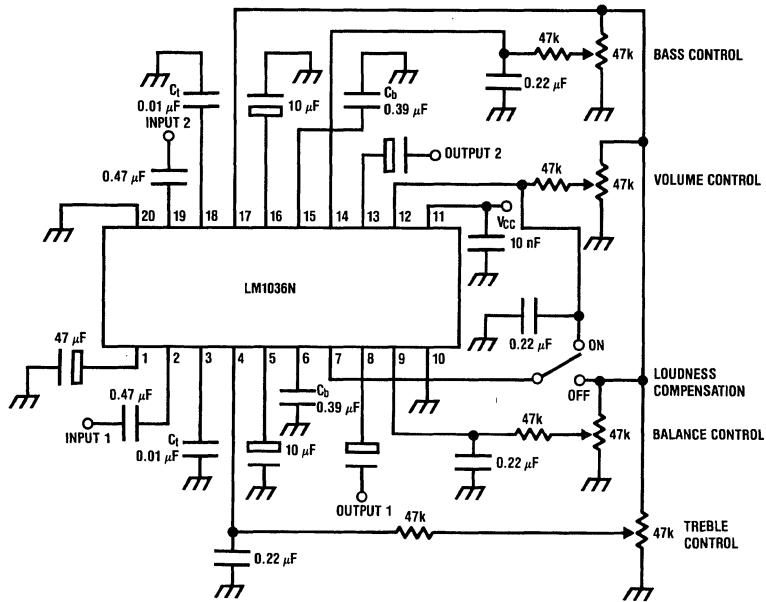 47k
47k
BASS CONTROL
0.22 µF
Ct
0.01 µF
10 µF
Cb
0.39 µF
INPUT 2
0.47 µF
OUTPUT 2
47k
47k
VOLUME CONTROL
20 19 18 17 16 15 14 13 12 11
VCC
10 nF
LM1036N
0.22 µF
ON
OFF
LOUDNESS
COMPENSATION
47 µF
1 2 3 4 5 6 7 8 9 10
0.47 µF
INPUT 1
Ct
0.01 µF
10 µF
Cb
0.39 µF
OUTPUT 1
47k
47k
BALANCE CONTROL
0.22 µF
47k
47k
TREBLE
CONTROL
0.22 µF